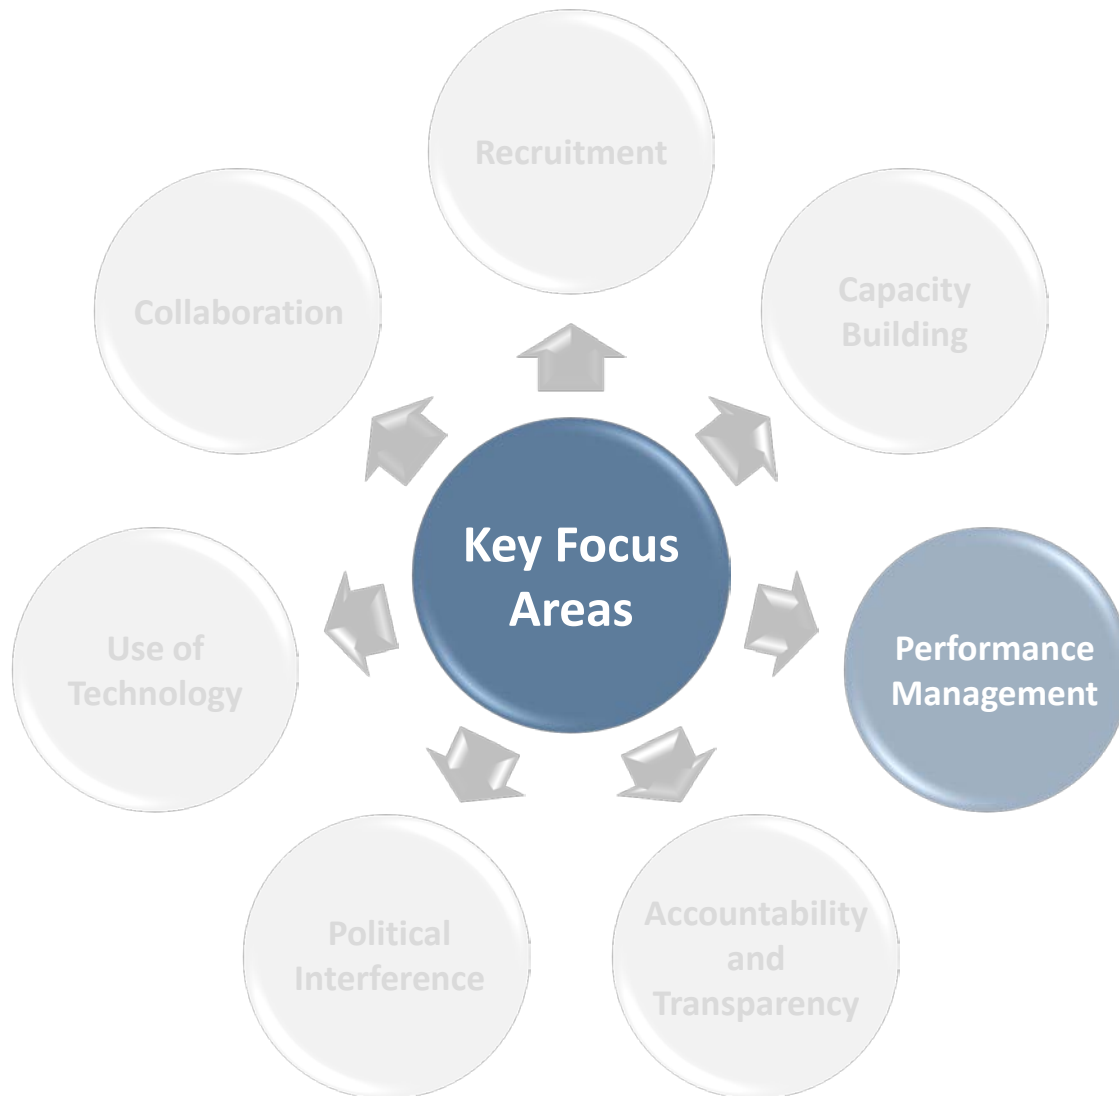 Recruitment
Collaboration
Capacity
Building
Key Focus
Areas
Use of
Technology
Performance
Management
Political
Interference
Accountability
and
Transparency